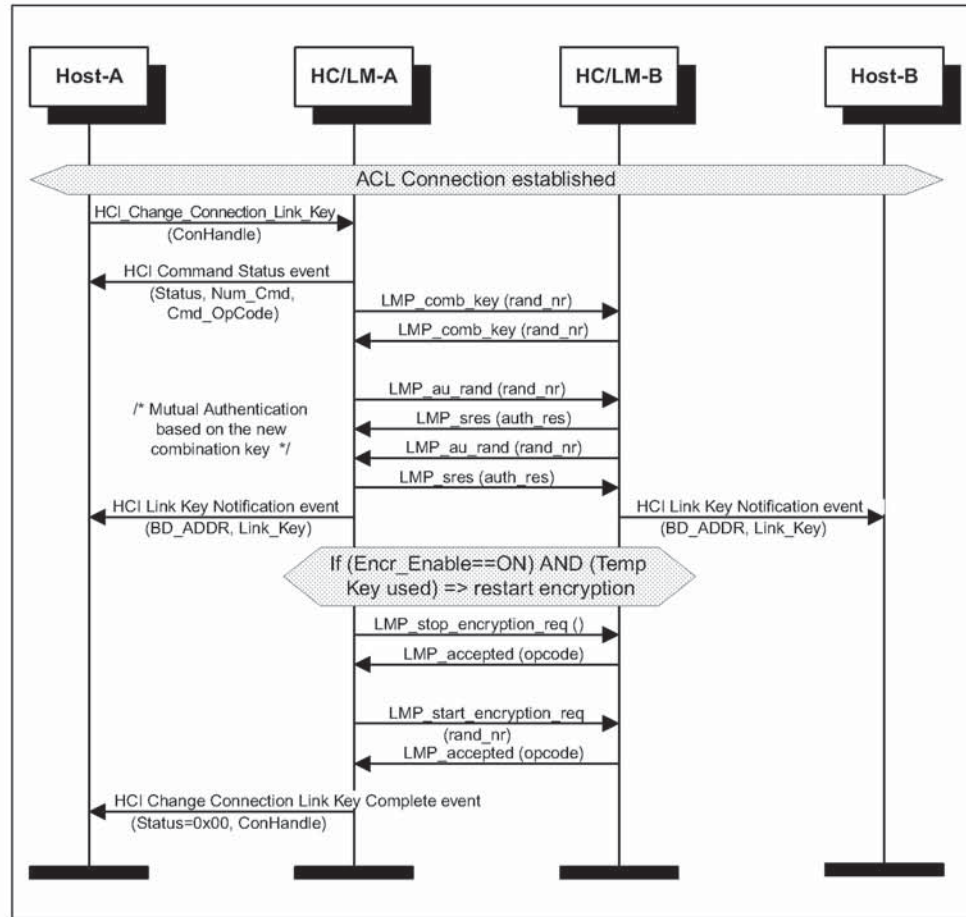 Host-A
HC/LM-A
HC/LM-B
Host-B
ACL Connection established
HCI_Change_Connection_Link_Key
(ConHandle)
HCI Command Status event
(Status, Num_Cmd,
Cmd_OpCode)
LMP_comb_key (rand_nr)
LMP_comb_key (rand_nr)
LMP_au_rand (rand_nr)
/* Mutual Authentication
based on the new
combination key */
LMP_sres (auth_res)
LMP_au_rand (rand_nr)
LMP_sres (auth_res)
HCI Link Key Notification event
(BD_ADDR, Link_Key)
HCI Link Key Notification event
(BD_ADDR, Link_Key)
If (Encr_Enable==ON) AND (Temp
Key used) => restart encryption
LMP_stop_encryption_req ()
LMP_accepted (opcode)
LMP_start_encryption_req
(rand_nr)
LMP_accepted (opcode)
HCI Change Connection Link Key Complete event
(Status=0x00, ConHandle)